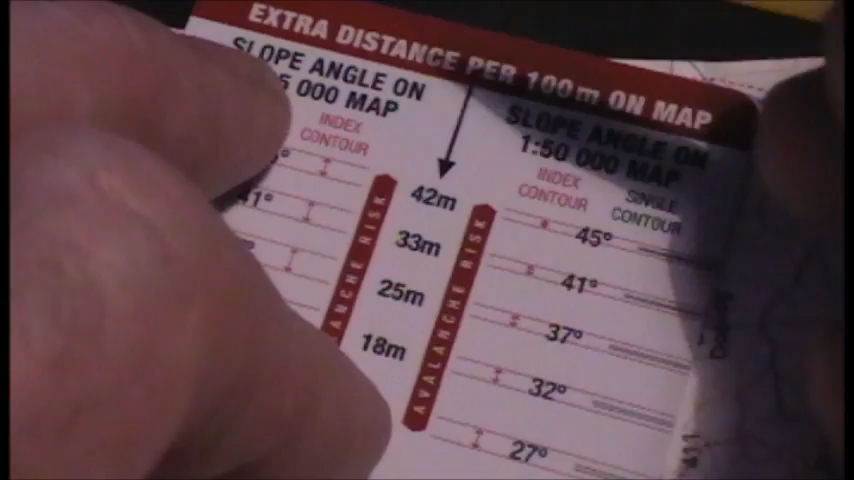 EXTRA DISTANCE PER 100m ON MAP
SLOPE ANGLE ON
5 000 MAP
INDEX
CONTOUR
41°
AVALANCHE RISK
42m
33m
25m
18m
AVALANCHE RISK
SLOPE ANGLE ON
1:50 000 MAP
INDEX
CONTOUR
SINGLE
CONTOUR
45°
41°
37°
32°
27°
411